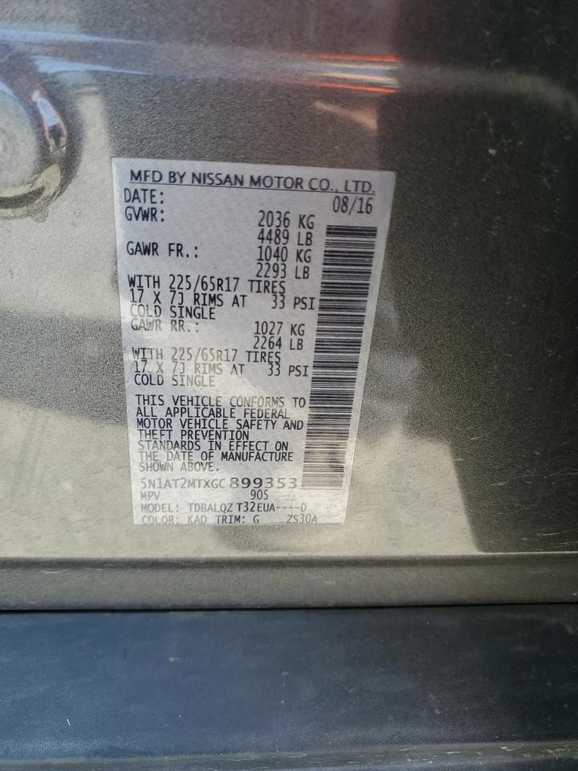 MFD BY NISSAN MOTOR CO., LTD.
DATE: 08/16
GVWR: 2036 KG
4489 LB
GAWR FR.: 1040 KG
2293 LB
WITH 225/65R17 TIRES
17 X 7J RIMS AT 33 PSI
COLD SINGLE
GAWR RR.: 1027 KG
2264 LB
WITH 225/65R17 TIRES
17 X 7J RIMS AT 33 PSI
COLD SINGLE
THIS VEHICLE CONFORMS TO
ALL APPLICABLE FEDERAL
MOTOR VEHICLE SAFETY AND
THEFT PREVENTION
STANDARDS IN EFFECT ON
THE DATE OF MANUFACTURE
SHOWN ABOVE.
5N1AT2MTXGC899353
MPV 905
MODEL: TDBALQZ T32EUA----D
COLOR: KAD TRIM: G ZS30A